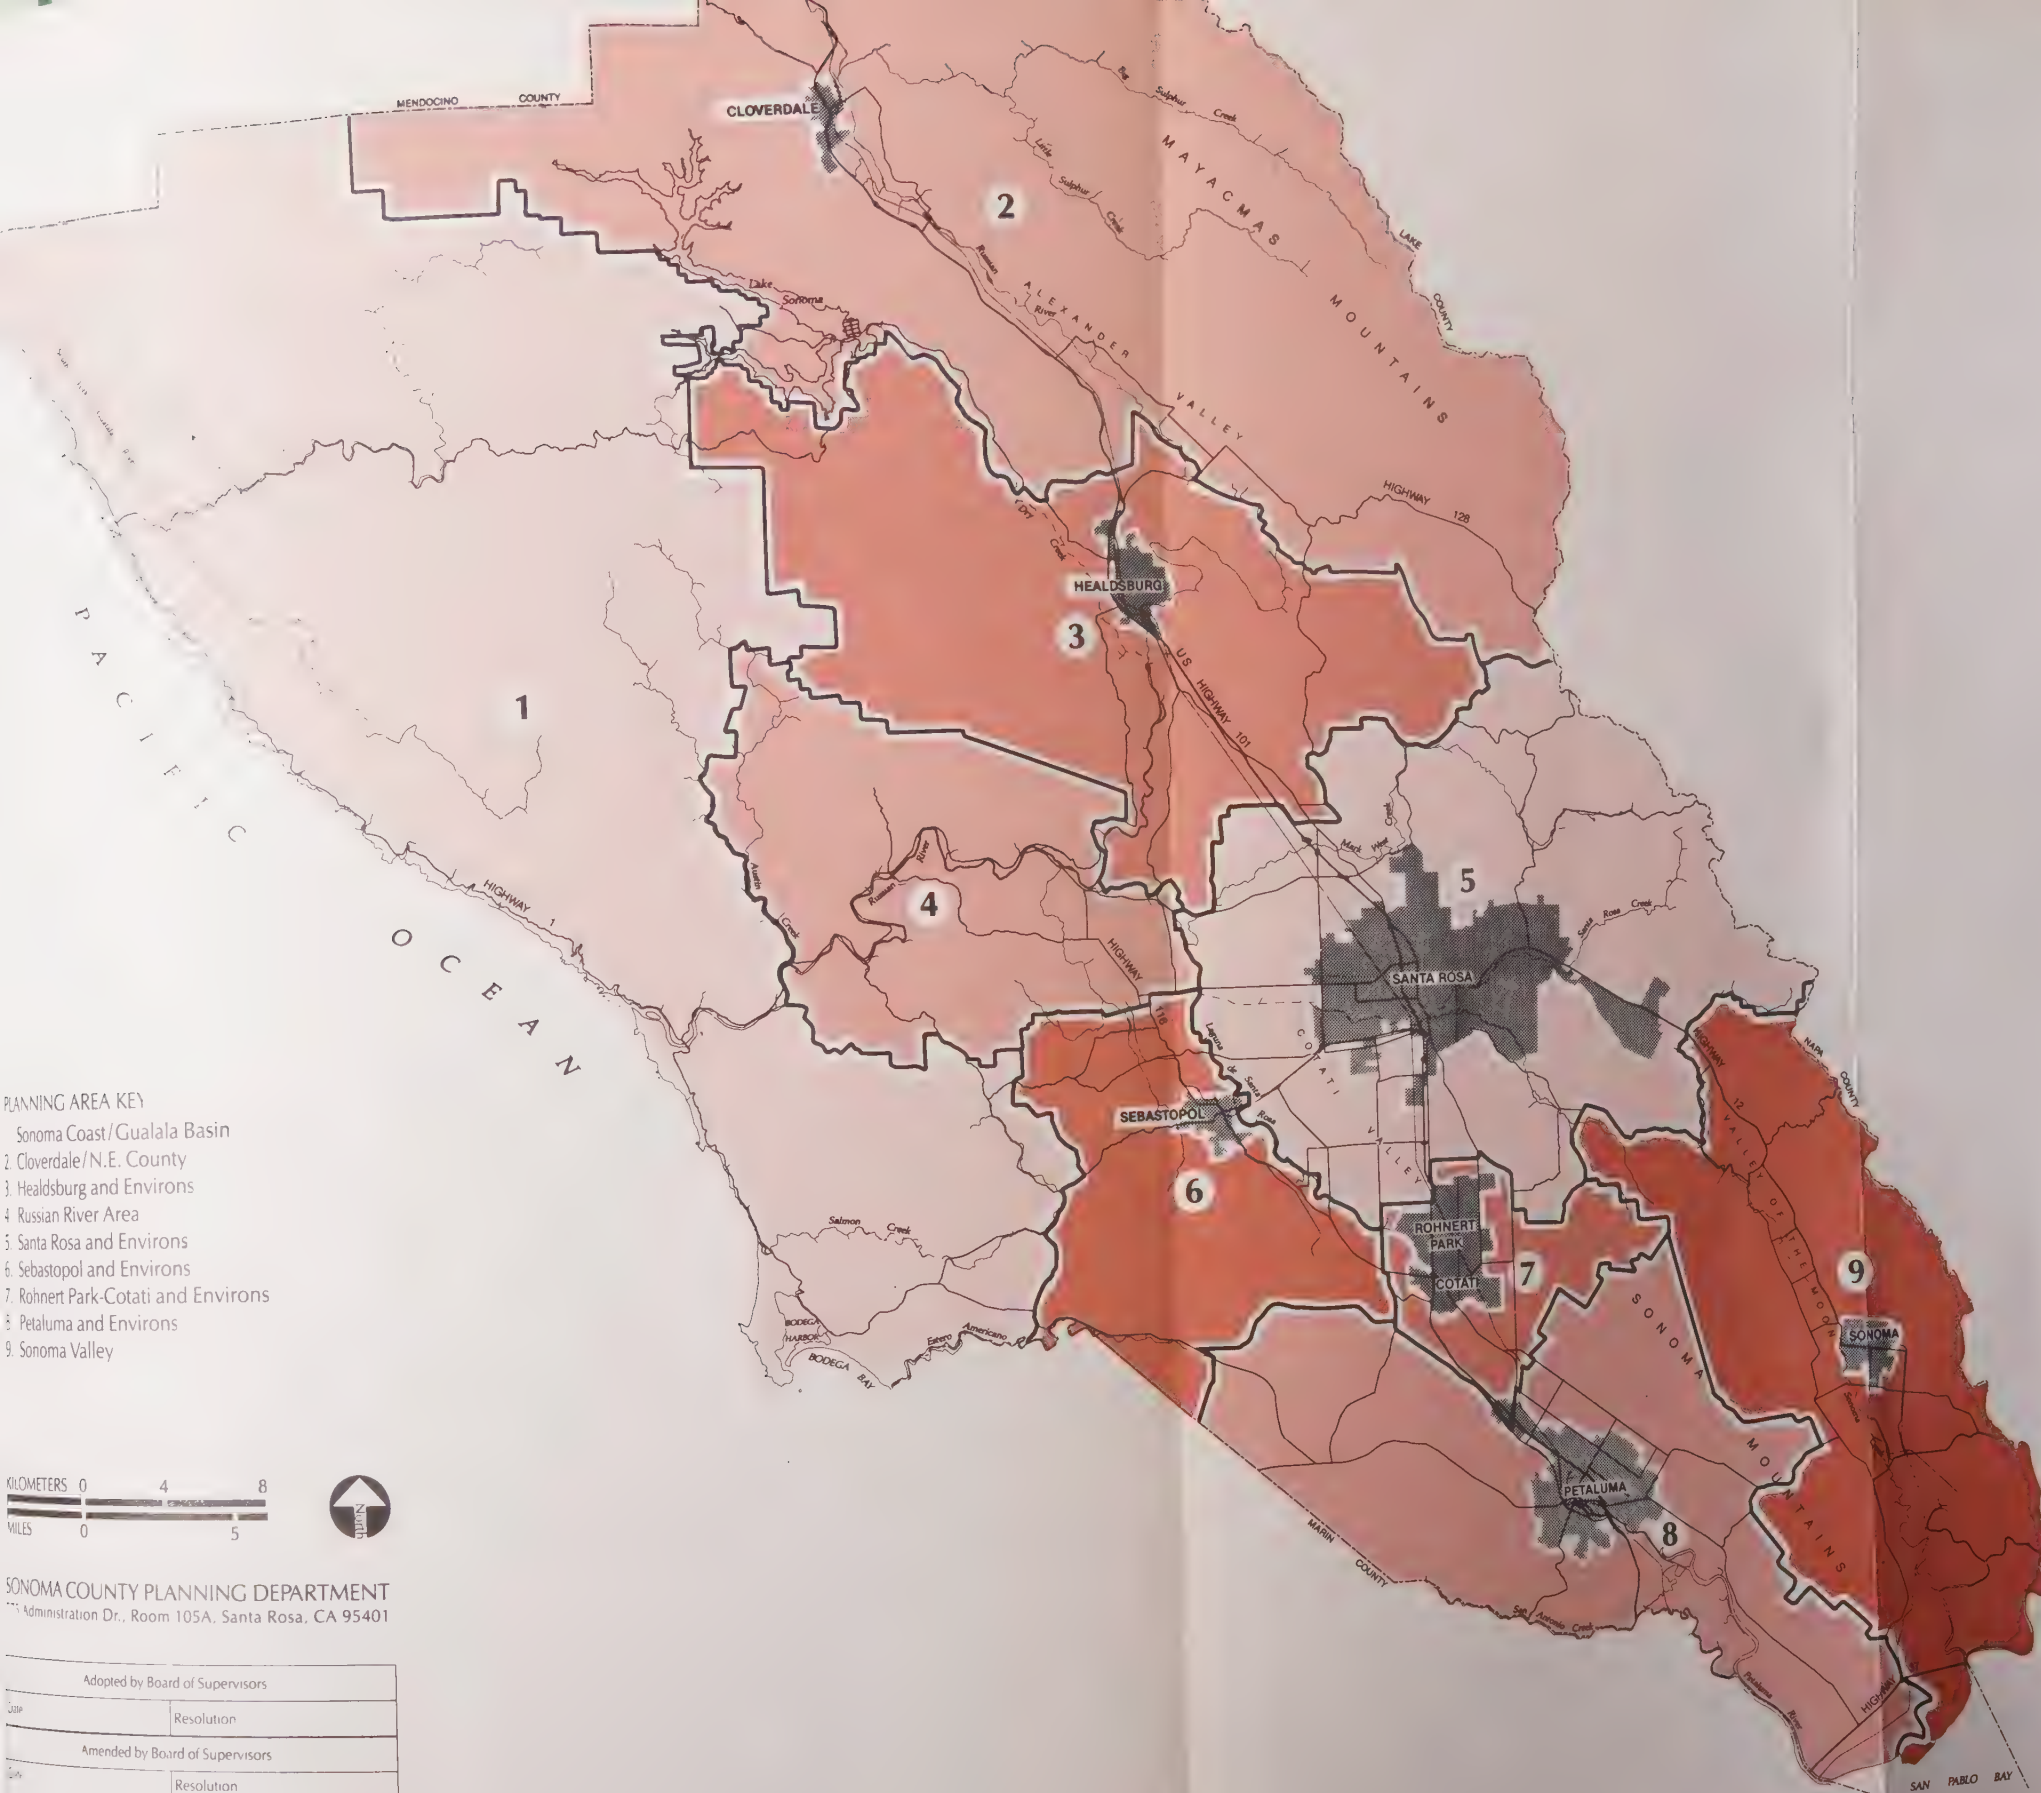 MENDOCINO COUNTY
CLOVERDALE
Big Sulphur Creek
Little Sulphur Creek
MAYACMAS MOUNTAINS
LAKE COUNTY
2
Russian River
ALEXANDER VALLEY
Lake Sonoma
HIGHWAY 128
Dry Creek
HEALDSBURG
3
US HIGHWAY 101
1
PACIFIC OCEAN
HIGHWAY 1
Austin Creek
Russian River
4
HIGHWAY 116
Mark West Creek
5
Santa Rosa Creek
SANTA ROSA
COTATI VALLEY
Laguna de Santa Rosa
SEBASTOPOL
6
HIGHWAY 12
NAPA COUNTY
VALLEY OF THE MOON
ROHNERT
PARK
COTATI
7
9
SONOMA
Sonoma Creek
SONOMA MOUNTAINS
Salmon Creek
BODEGA
HARBOR
BODEGA BAY
Estero Americano
PETALUMA
8
MARIN COUNTY
San Antonio Creek
Petaluma River
HIGHWAY 37
SAN PABLO BAY
PLANNING AREA KEY
Sonoma Coast/Gualala Basin
2. Cloverdale/N.E. County
3. Healdsburg and Environs
4 Russian River Area
5. Santa Rosa and Environs
6. Sebastopol and Environs
7. Rohnert Park-Cotati and Environs
8 Petaluma and Environs
9. Sonoma Valley
KILOMETERS 0 4 8
MILES 0 5
North
SONOMA COUNTY PLANNING DEPARTMENT
Administration Dr., Room 105A, Santa Rosa, CA 95401
Adopted by Board of Supervisors
Date
Resolution
Amended by Board of Supervisors
Resolution